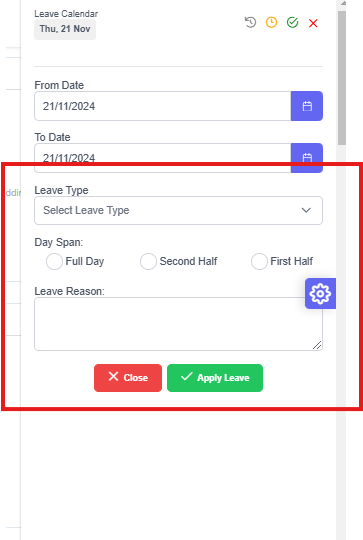 Leave Calendar
Thu, 21 Nov
From Date
21/11/2024
To Date
21/11/2024
Leave Type
Select Leave Type
Day Span:
Full Day Second Half First Half
Leave Reason:
Close Apply Leave